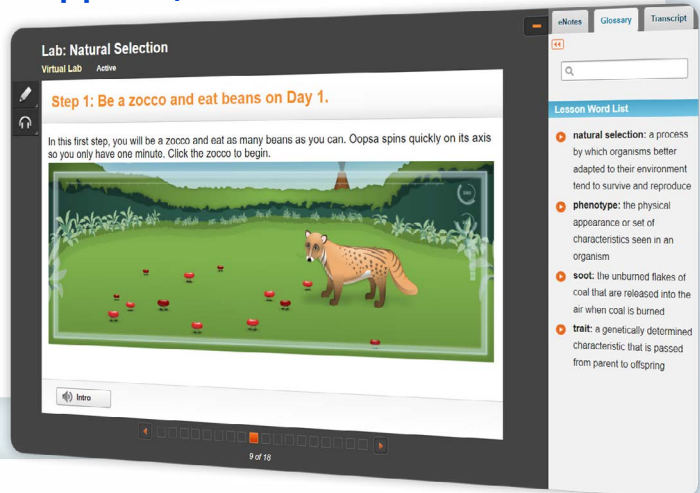 Lab: Natural Selection
Virtual Lab Active
Step 1: Be a zocco and eat beans on Day 1.
In this first step, you will be a zocco and eat as many beans as you can. Oopsa spins quickly on its axis
so you only have one minute. Click the zocco to begin.
Intro
9 of 18
eNotes
Glossary
Transcript
Lesson Word List
natural selection: a process
by which organisms better
adapted to their environment
tend to survive and reproduce
phenotype: the physical
appearance or set of
characteristics seen in an
organism
soot: the unburned flakes of
coal that are released into the
air when coal is burned
trait: a genetically determined
characteristic that is passed
from parent to offspring